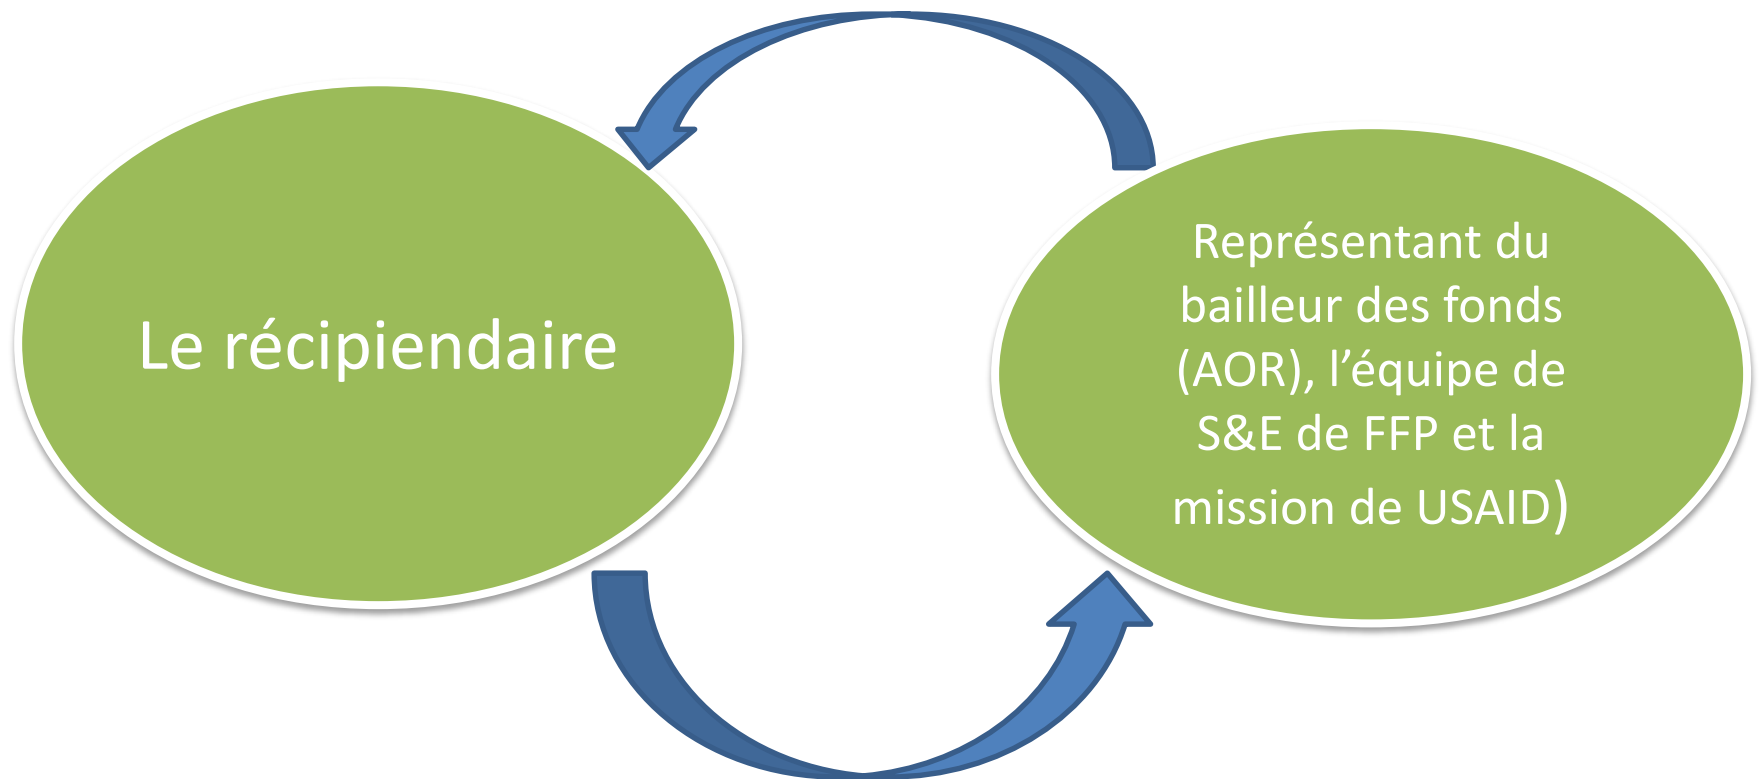 Le récipiendaire
Représentant du
bailleur des fonds
(AOR), l’équipe de
S&E de FFP et la
mission de USAID)